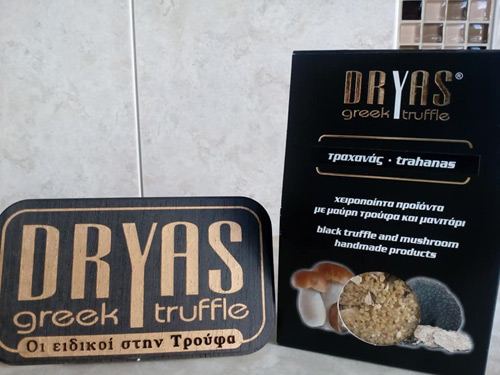 DRYAS
greek truffle
Οι ειδικοί στην Τρούφα
DRYAS®
greek truffle
τραχανάς · trahanas
χειροποίητα προϊόντα
με μαύρη τρούφα και μανιτάρι
black truffle and mushroom
handmade products